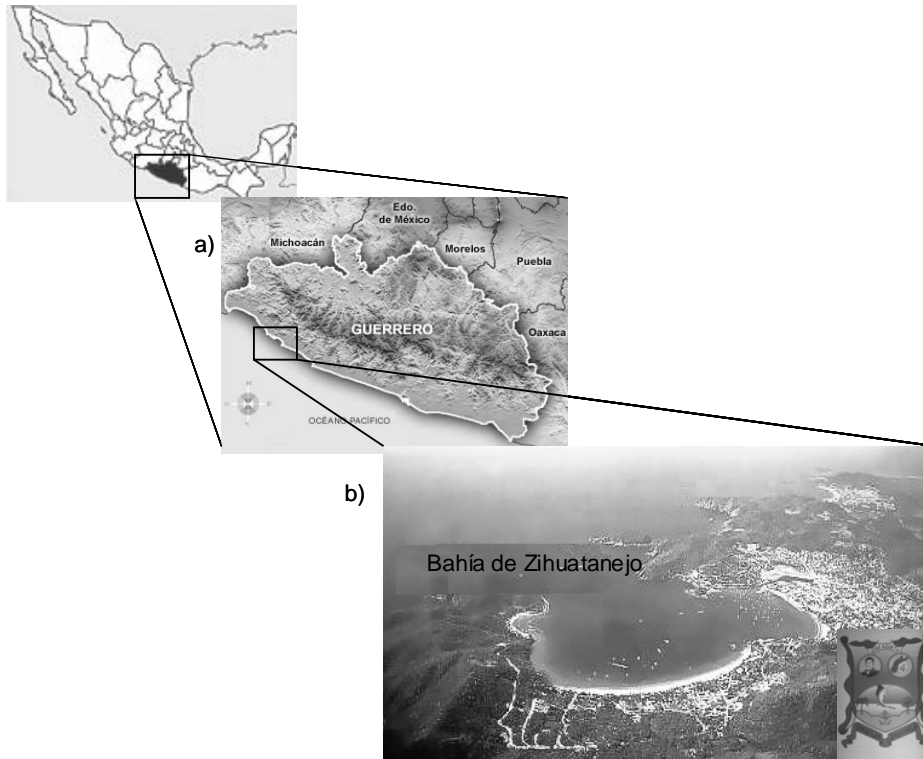 a)
Edo.
de México
Michoacán
Morelos
Puebla
GUERRERO
Oaxaca
OCÉANO PACÍFICO
b)
Bahía de Zihuatanejo